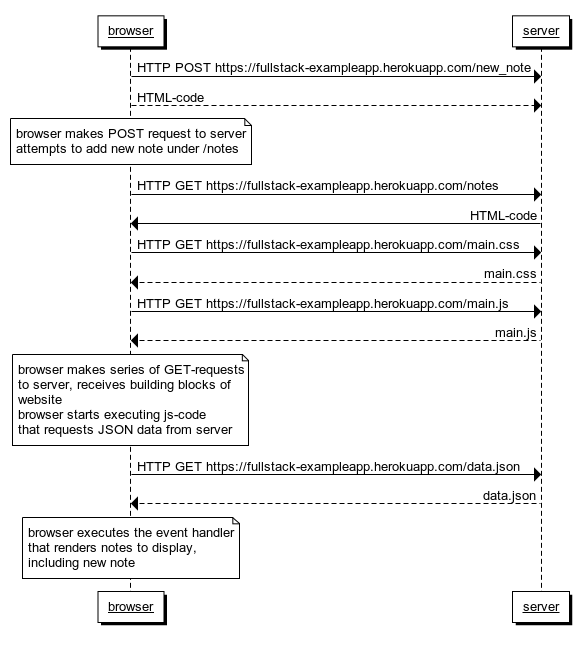 browser
server
HTTP POST https://fullstack-exampleapp.herokuapp.com/new_note
HTML-code
browser makes POST request to server
attempts to add new note under /notes
HTTP GET https://fullstack-exampleapp.herokuapp.com/notes
HTML-code
HTTP GET https://fullstack-exampleapp.herokuapp.com/main.css
main.css
HTTP GET https://fullstack-exampleapp.herokuapp.com/main.js
main.js
browser makes series of GET-requests
to server, receives building blocks of
website
browser starts executing js-code
that requests JSON data from server
HTTP GET https://fullstack-exampleapp.herokuapp.com/data.json
data.json
browser executes the event handler
that renders notes to display,
including new note
browser
server